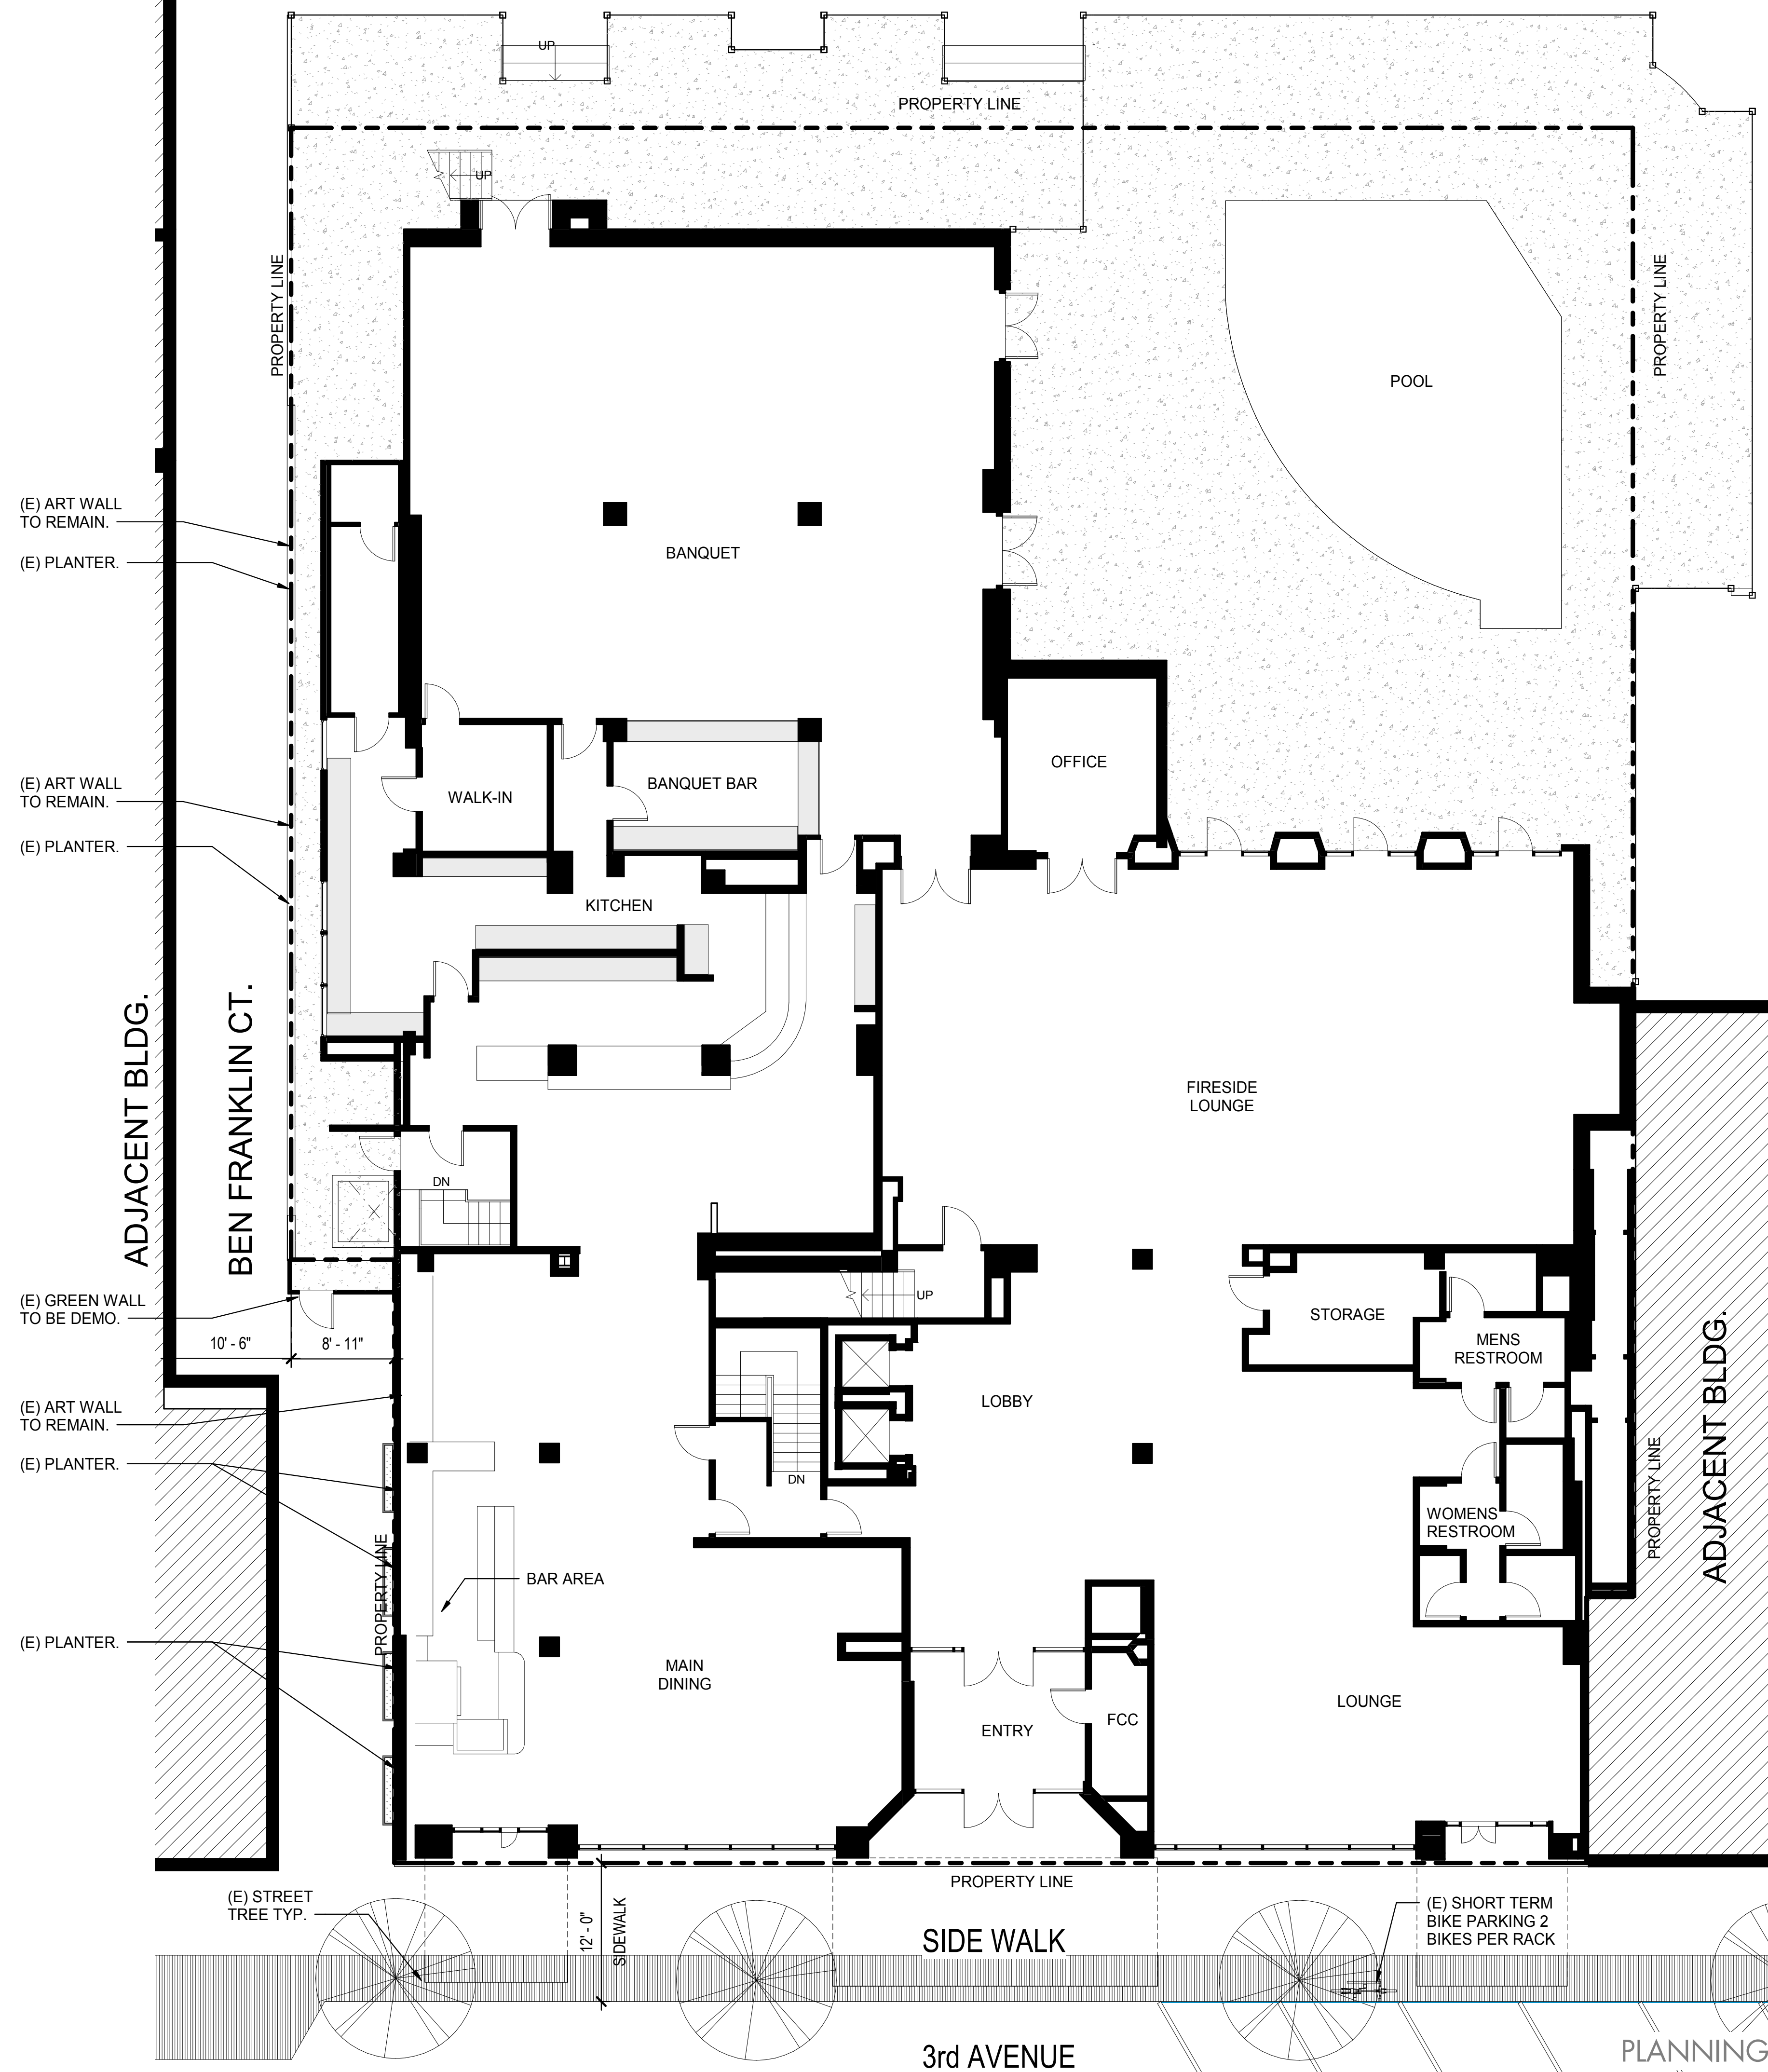 UP
PROPERTY LINE
UP
PROPERTY LINE
PROPERTY LINE
POOL
(E) ART WALL
TO REMAIN.
BANQUET
(E) PLANTER.
OFFICE
(E) ART WALL
TO REMAIN.
WALK-IN
BANQUET BAR
(E) PLANTER.
KITCHEN
ADJACENT BLDG.
BEN FRANKLIN CT.
FIRESIDE
LOUNGE
DN
(E) GREEN WALL
TO BE DEMO.
UP
STORAGE
10' - 6"
8' - 11"
MENS
RESTROOM
ADJACENT BLDG.
(E) ART WALL
TO REMAIN.
LOBBY
(E) PLANTER.
DN
PROPERTY LINE
WOMENS
RESTROOM
PROPERTY LINE
BAR AREA
(E) PLANTER.
MAIN
DINING
LOUNGE
ENTRY
FCC
PROPERTY LINE
(E) STREET
TREE TYP.
12' - 0"
SIDEWALK
SIDE WALK
(E) SHORT TERM
BIKE PARKING 2
BIKES PER RACK
3rd AVENUE
PLANNING